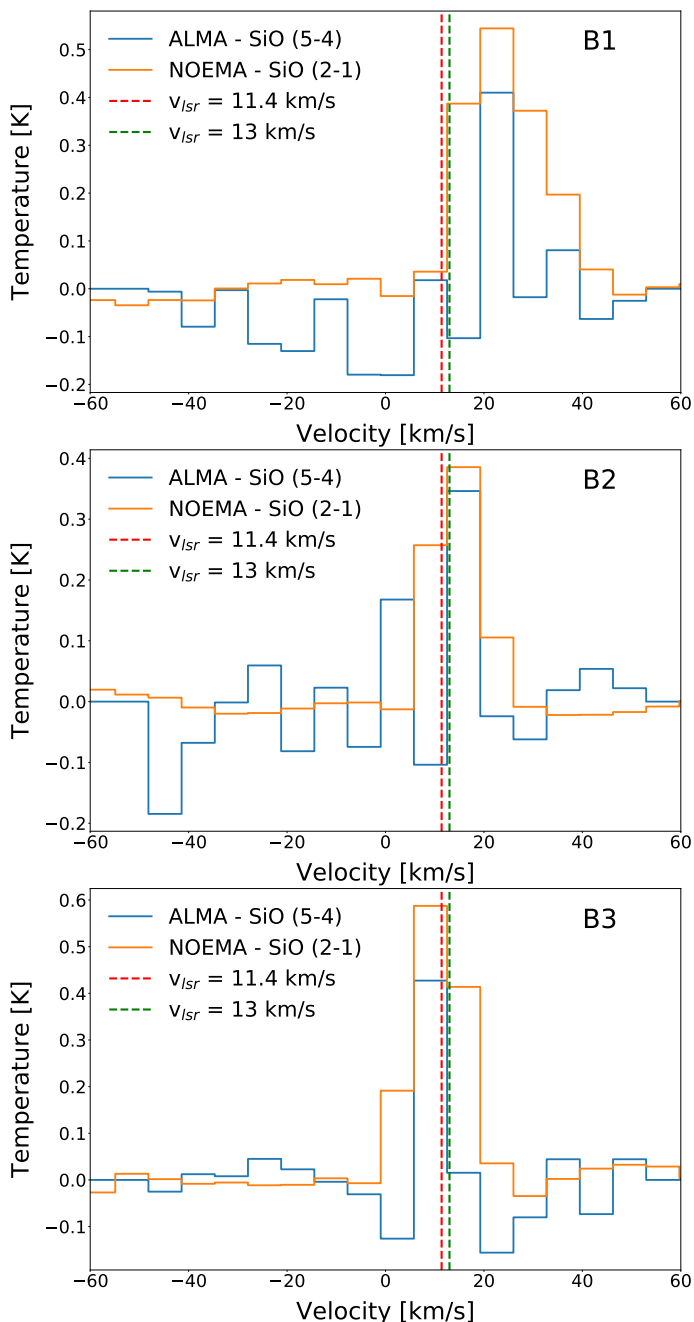 ALMA - SiO (5-4)
NOEMA - SiO (2-1)
v_lsr = 11.4 km/s
v_lsr = 13 km/s
B1
Temperature [K]
0.5
0.4
0.3
0.2
0.1
0.0
−0.1
−0.2
−60 −40 −20 0 20 40 60
Velocity [km/s]
ALMA - SiO (5-4)
NOEMA - SiO (2-1)
v_lsr = 11.4 km/s
v_lsr = 13 km/s
B2
Temperature [K]
0.4
0.3
0.2
0.1
0.0
−0.1
−0.2
−60 −40 −20 0 20 40 60
Velocity [km/s]
ALMA - SiO (5-4)
NOEMA - SiO (2-1)
v_lsr = 11.4 km/s
v_lsr = 13 km/s
B3
Temperature [K]
0.6
0.5
0.4
0.3
0.2
0.1
0.0
−0.1
−60 −40 −20 0 20 40 60
Velocity [km/s]